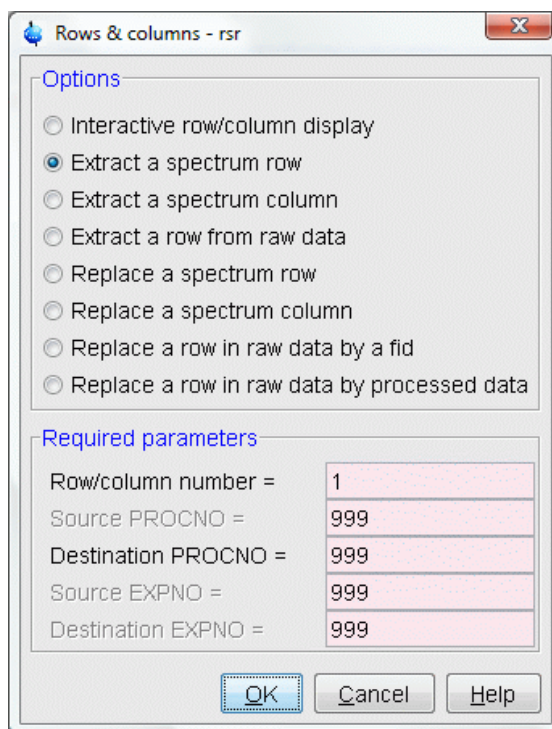 Rows & columns - rsr
Options
Interactive row/column display
Extract a spectrum row
Extract a spectrum column
Extract a row from raw data
Replace a spectrum row
Replace a spectrum column
Replace a row in raw data by a fid
Replace a row in raw data by processed data
Required parameters
Row/column number = 1
Source PROCNO = 999
Destination PROCNO = 999
Source EXPNO = 999
Destination EXPNO = 999
OK Cancel Help